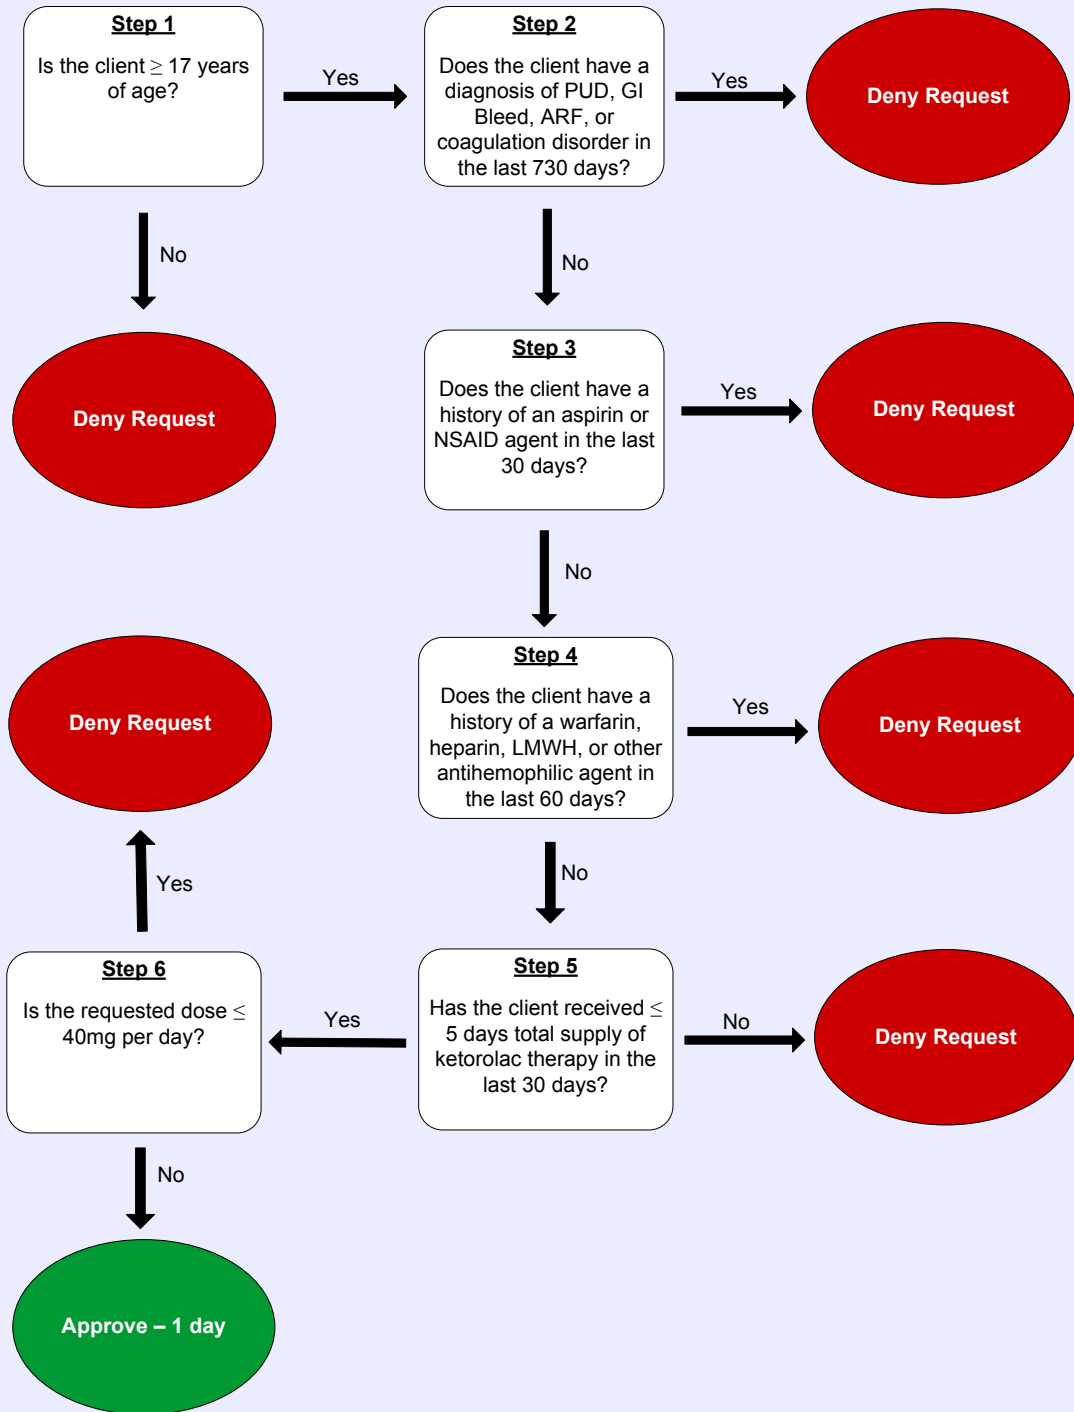 Step 1
Is the client ≥ 17 years
of age?
Yes
Step 2
Does the client have a
diagnosis of PUD, GI
Bleed, ARF, or
coagulation disorder in
the last 730 days?
Yes
Deny Request
No
Deny Request
No
Step 3
Does the client have a
history of an aspirin or
NSAID agent in the last
30 days?
Yes
Deny Request
No
Step 4
Does the client have a
history of a warfarin,
heparin, LMWH, or other
antihemophilic agent in
the last 60 days?
Yes
Deny Request
No
Step 5
Has the client received ≤
5 days total supply of
ketorolac therapy in the
last 30 days?
No
Deny Request
Yes
Step 6
Is the requested dose ≤
40mg per day?
Yes
Deny Request
No
Approve – 1 day